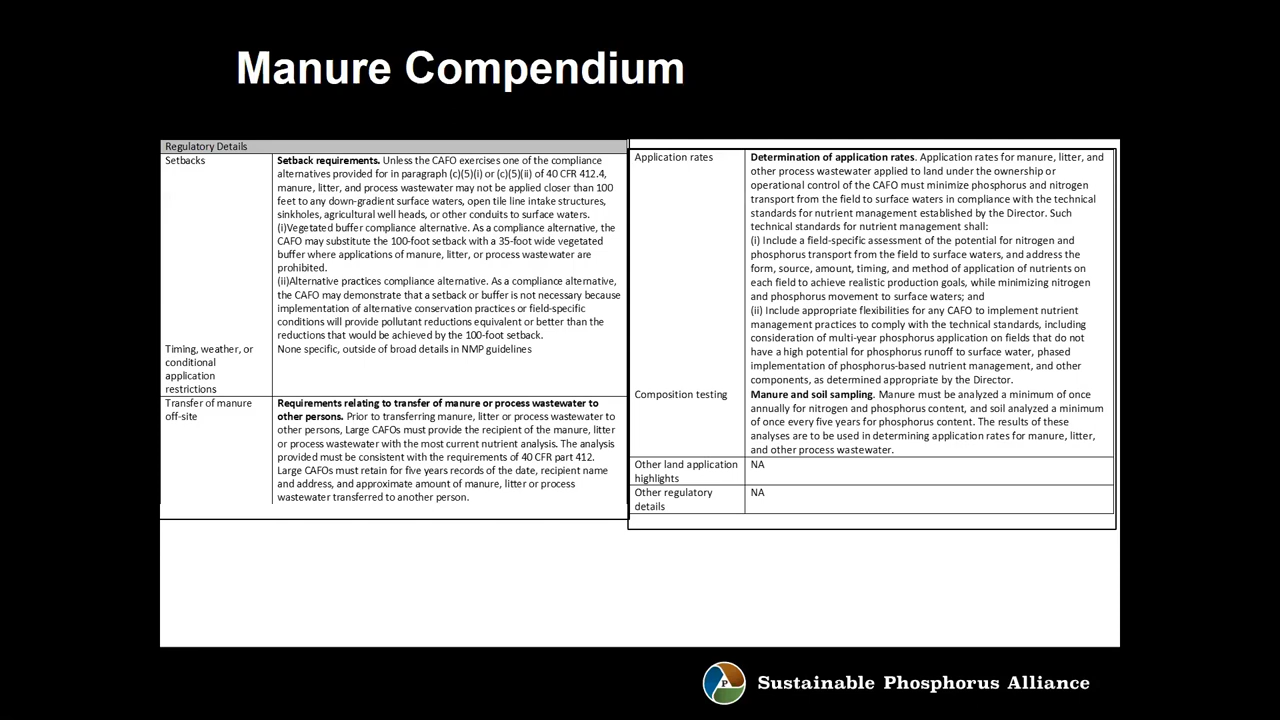 Manure Compendium
Regulatory Details
Setbacks
Setback requirements. Unless the CAFO exercises one of the compliance
alternatives provided for in paragraph (c)(5)(i) or (c)(5)(ii) of 40 CFR 412.4,
manure, litter, and process wastewater may not be applied closer than 100
feet to any down-gradient surface waters, open tile line intake structures,
sinkholes, agricultural well heads, or other conduits to surface waters.
(i)Vegetated buffer compliance alternative. As a compliance alternative, the
CAFO may substitute the 100-foot setback with a 35-foot wide vegetated
buffer where applications of manure, litter, or process wastewater are
prohibited.
(ii)Alternative practices compliance alternative. As a compliance alternative,
the CAFO may demonstrate that a setback or buffer is not necessary because
implementation of alternative conservation practices or field-specific
conditions will provide pollutant reductions equivalent or better than the
reductions that would be achieved by the 100-foot setback.
Timing, weather, or
conditional
application
restrictions
None specific, outside of broad details in NMP guidelines
Transfer of manure
off-site
Requirements relating to transfer of manure or process wastewater to
other persons. Prior to transferring manure, litter or process wastewater to
other persons, Large CAFOs must provide the recipient of the manure, litter
or process wastewater with the most current nutrient analysis. The analysis
provided must be consistent with the requirements of 40 CFR part 412.
Large CAFOs must retain for five years records of the date, recipient name
and address, and approximate amount of manure, litter or process
wastewater transferred to another person.
Application rates
Determination of application rates. Application rates for manure, litter, and
other process wastewater applied to land under the ownership or
operational control of the CAFO must minimize phosphorus and nitrogen
transport from the field to surface waters in compliance with the technical
standards for nutrient management established by the Director. Such
technical standards for nutrient management shall:
(i) Include a field-specific assessment of the potential for nitrogen and
phosphorus transport from the field to surface waters, and address the
form, source, amount, timing, and method of application of nutrients on
each field to achieve realistic production goals, while minimizing nitrogen
and phosphorus movement to surface waters; and
(ii) Include appropriate flexibilities for any CAFO to implement nutrient
management practices to comply with the technical standards, including
consideration of multi-year phosphorus application on fields that do not
have a high potential for phosphorus runoff to surface water, phased
implementation of phosphorus-based nutrient management, and other
components, as determined appropriate by the Director.
Composition testing
Manure and soil sampling. Manure must be analyzed a minimum of once
annually for nitrogen and phosphorus content, and soil analyzed a minimum
of once every five years for phosphorus content. The results of these
analyses are to be used in determining application rates for manure, litter,
and other process wastewater.
Other land application
highlights
NA
Other regulatory
details
NA
P
Sustainable Phosphorus Alliance